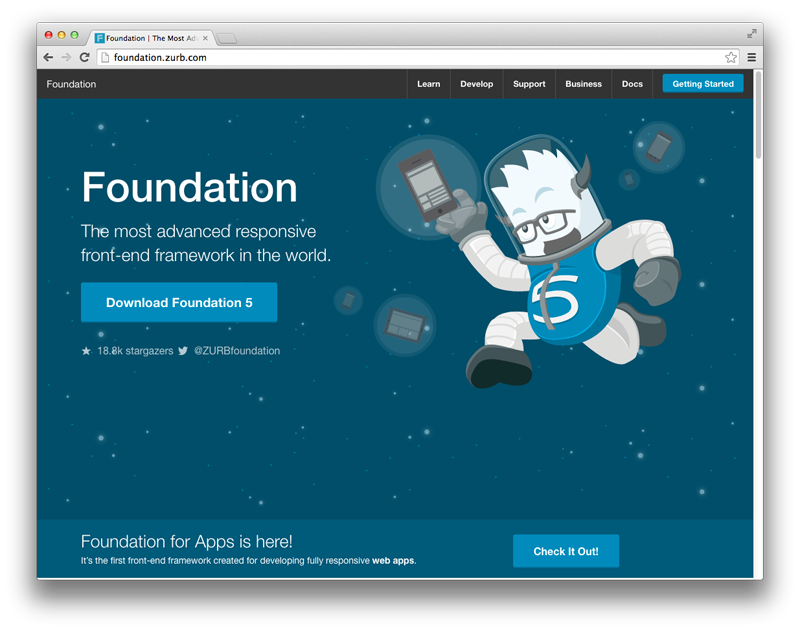 Foundation | The Most Ad
foundation.zurb.com
Foundation
Learn
Develop
Support
Business
Docs
Getting Started
Foundation
The most advanced responsive
front-end framework in the world.
Download Foundation 5
18.8k stargazers
@ZURBfoundation
5
Foundation for Apps is here!
It's the first front-end framework created for developing fully responsive web apps.
Check It Out!